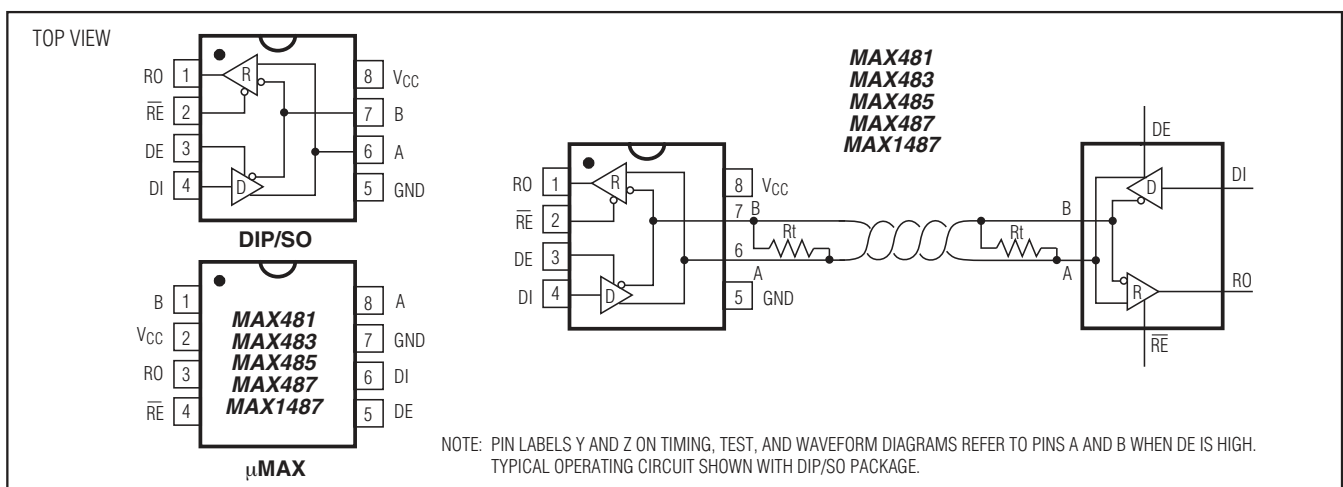 TOP VIEW
RO 1
RE 2
DE 3
DI 4
8 VCC
7 B
6 A
5 GND
R
D
DIP/SO
B 1
VCC 2
RO 3
RE 4
8 A
7 GND
6 DI
5 DE
MAX481
MAX483
MAX485
MAX487
MAX1487
µMAX
MAX481
MAX483
MAX485
MAX487
MAX1487
RO 1
RE 2
DE 3
DI 4
8 VCC
7 B
6
A
5 GND
R
D
Rt
Rt
B
A
DE
D
DI
R
RO
RE
NOTE: PIN LABELS Y AND Z ON TIMING, TEST, AND WAVEFORM DIAGRAMS REFER TO PINS A AND B WHEN DE IS HIGH.
TYPICAL OPERATING CIRCUIT SHOWN WITH DIP/SO PACKAGE.